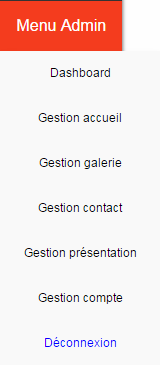 Menu Admin
Dashboard
Gestion accueil
Gestion galerie
Gestion contact
Gestion présentation
Gestion compte
Déconnexion